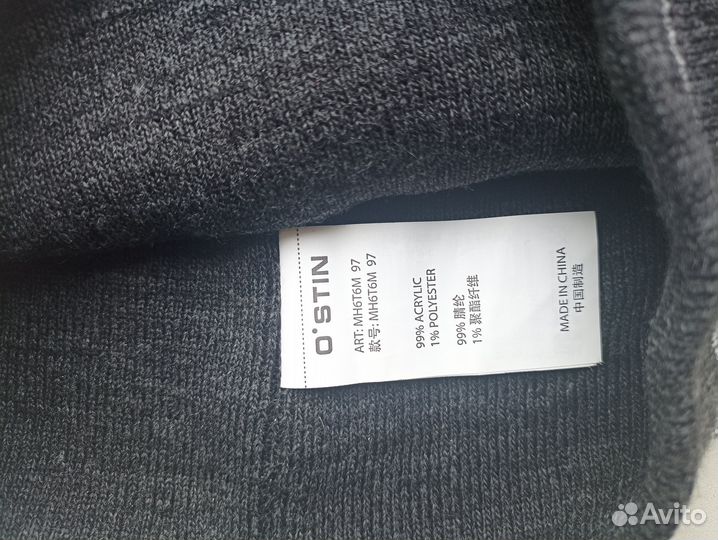 O'STIN
ART: MH6T6M 97
款号: MH6T6M 97
99% ACRYLIC
1% POLYESTER
99% 腈纶
1% 聚酯纤维
MADE IN CHINA
中国制造
Avito